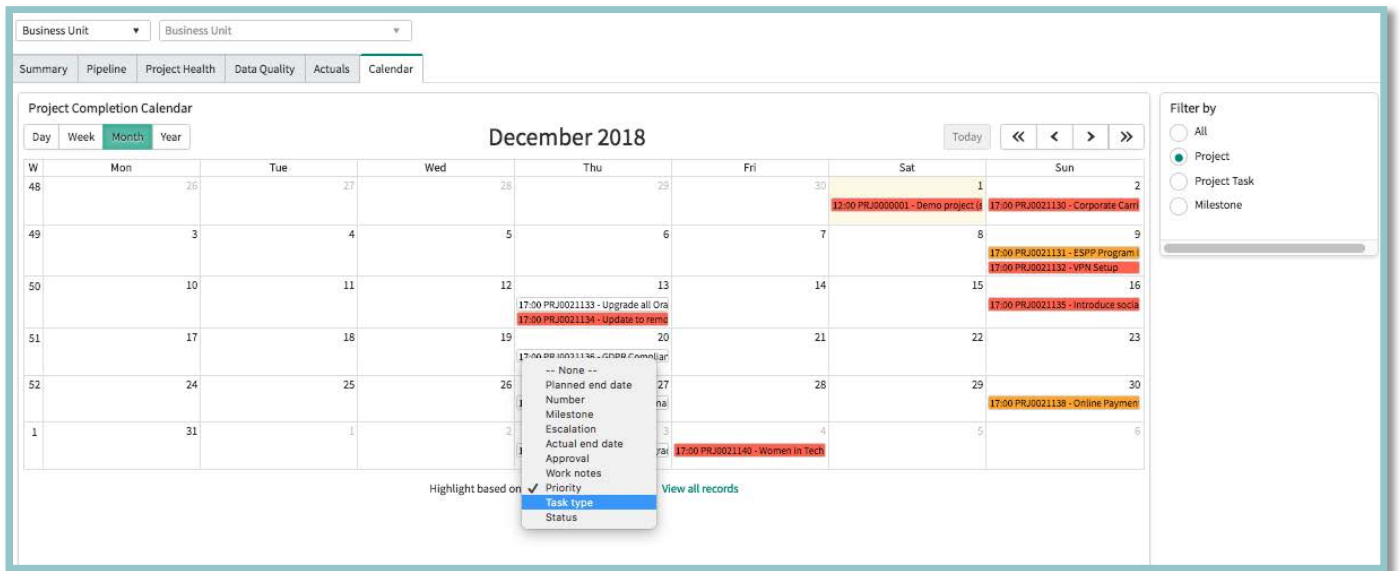 Business Unit Business Unit
Summary Pipeline Project Health Data Quality Actuals Calendar
Project Completion Calendar
Day Week Month Year
December 2018
Today
W Mon Tue Wed Thu Fri Sat Sun
48 26 27 28 29 30 1 2
12:00 PRJ0000001 - Demo project (s 17:00 PRJ0021130 - Corporate Carri
49 3 4 5 6 7 8 9
17:00 PRJ0021131 - ESPP Program
17:00 PRJ0021132 - VPN Setup
50 10 11 12 13 14 15 16
17:00 PRJ0021133 - Upgrade all Ora 17:00 PRJ0021135 - Introduce socia
17:00 PRJ0021134 - Update to remo
51 17 18 19 20 21 22 23
17:00 PRJ0021136 - GDPR Complian
52 24 25 26 27 28 29 30
17:00 PRJ0021138 - Online Payment
1 31 1 2 3 4 5 6
17:00 PRJ0021140 - Women in Tech
Highlight based on
-- None --
Planned end date
Number
Milestone
Escalation
Actual end date
Approval
Work notes
✓ Priority
Task type
Status
View all records
Filter by
All
Project
Project Task
Milestone